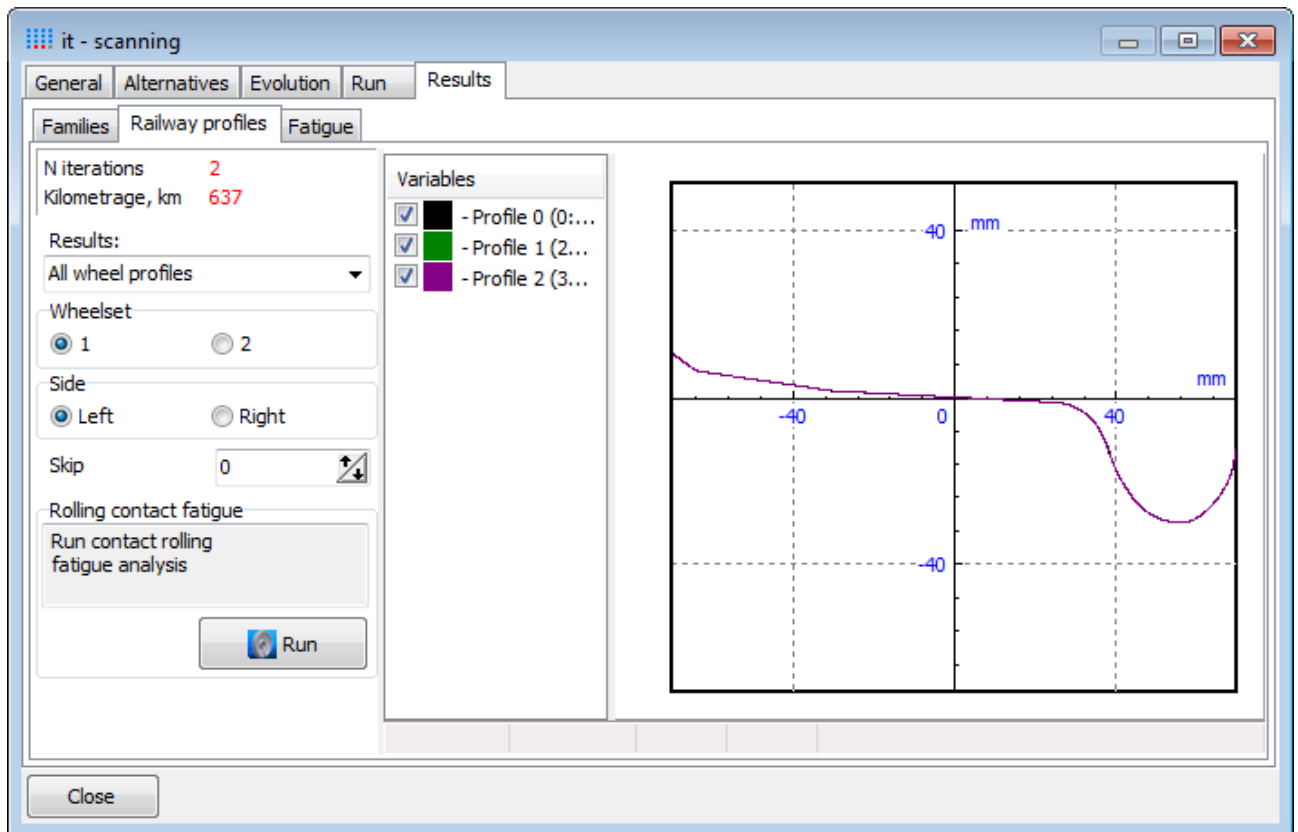 it - scanning
General Alternatives Evolution Run Results
Families Railway profiles Fatigue
N iterations 2
Kilometrage, km 637
Results:
All wheel profiles
Wheelset
1 2
Side
Left Right
Skip 0
Rolling contact fatigue
Run contact rolling
fatigue analysis
Run
Variables
- Profile 0 (0:...
- Profile 1 (2...
- Profile 2 (3...
40 mm
mm
-40 0 40
-40
Close